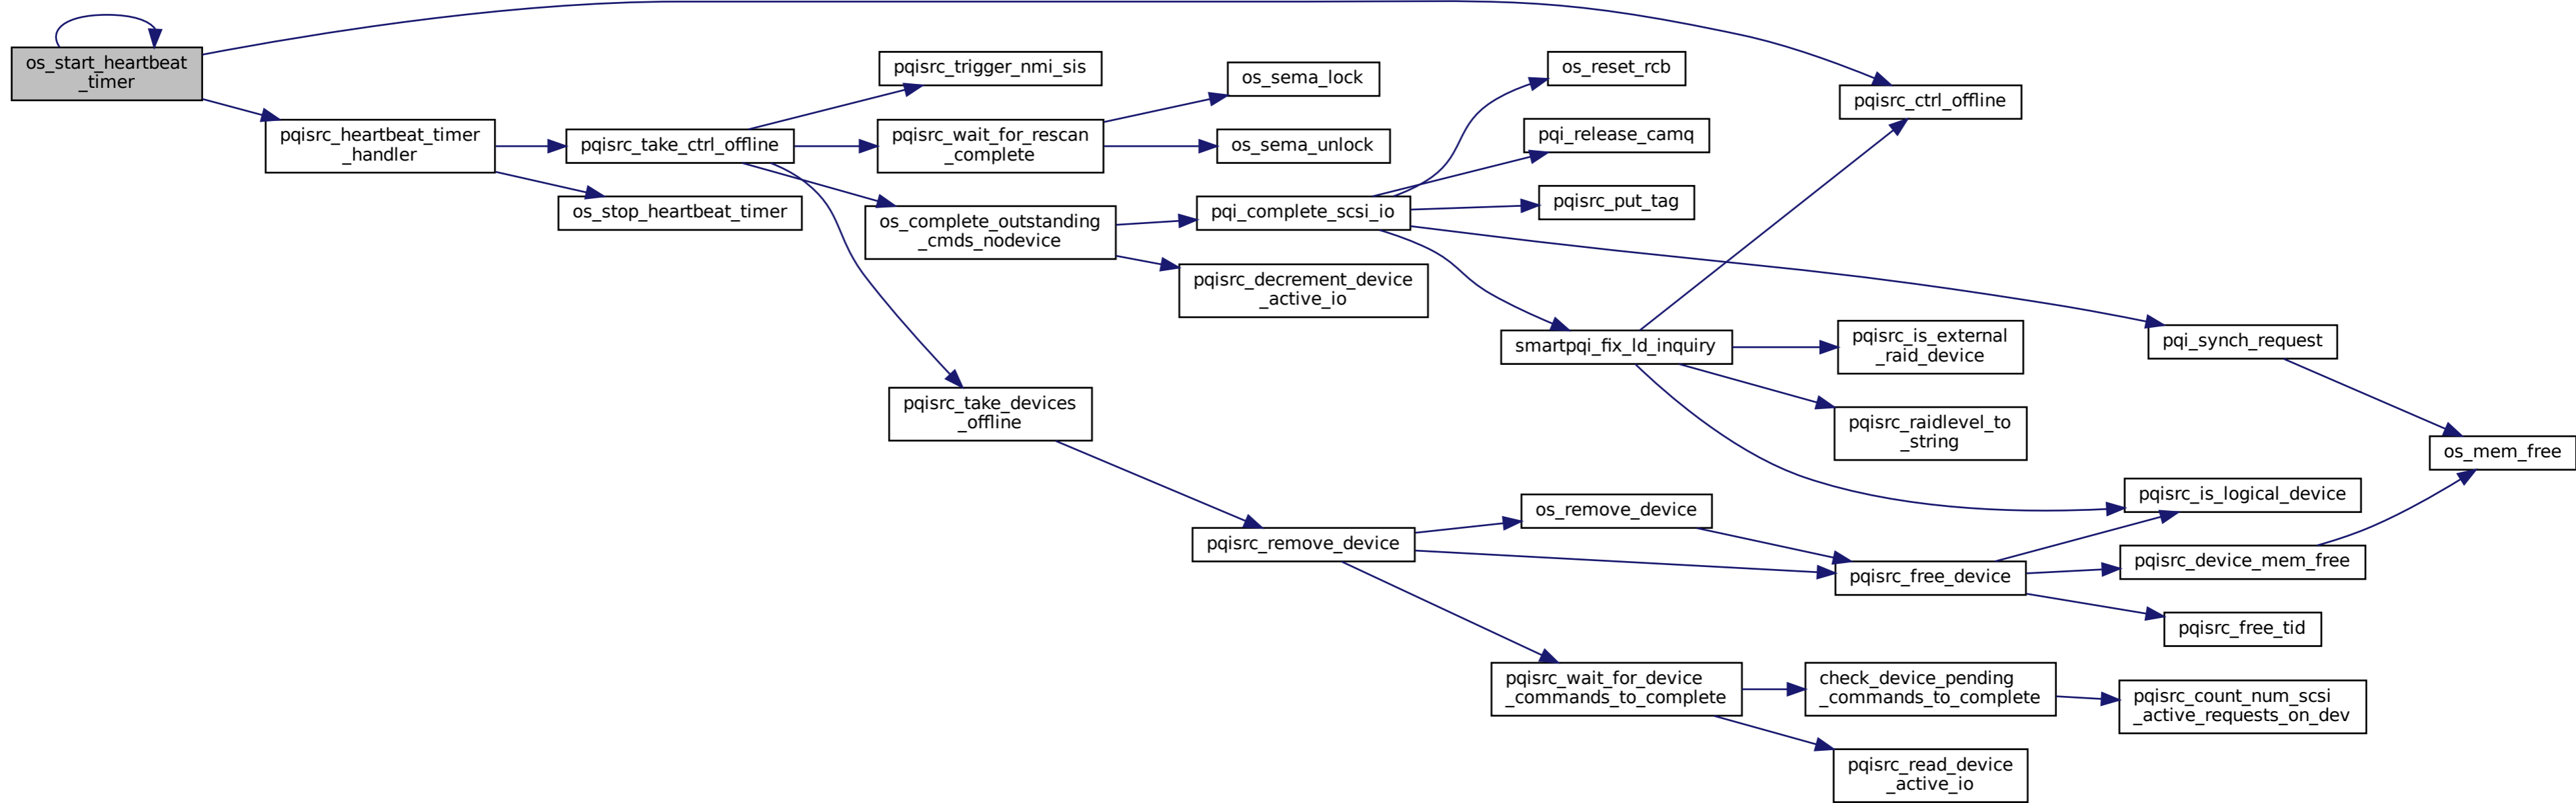 os_start_heartbeat
_timer
pqisrc_heartbeat_timer
_handler
pqisrc_take_ctrl_offline
os_stop_heartbeat_timer
pqisrc_trigger_nmi_sis
pqisrc_wait_for_rescan
_complete
os_complete_outstanding
_cmds_nodevice
pqisrc_take_devices
_offline
os_sema_lock
os_sema_unlock
pqi_complete_scsi_io
pqisrc_decrement_device
_active_io
pqisrc_remove_device
os_reset_rcb
pqi_release_camq
pqisrc_put_tag
smartpqi_fix_ld_inquiry
os_remove_device
pqisrc_wait_for_device
_commands_to_complete
pqisrc_ctrl_offline
pqisrc_is_external
_raid_device
pqisrc_raidlevel_to
_string
pqisrc_free_device
check_device_pending
_commands_to_complete
pqisrc_read_device
_active_io
pqi_synch_request
pqisrc_is_logical_device
pqisrc_device_mem_free
pqisrc_free_tid
pqisrc_count_num_scsi
_active_requests_on_dev
os_mem_free